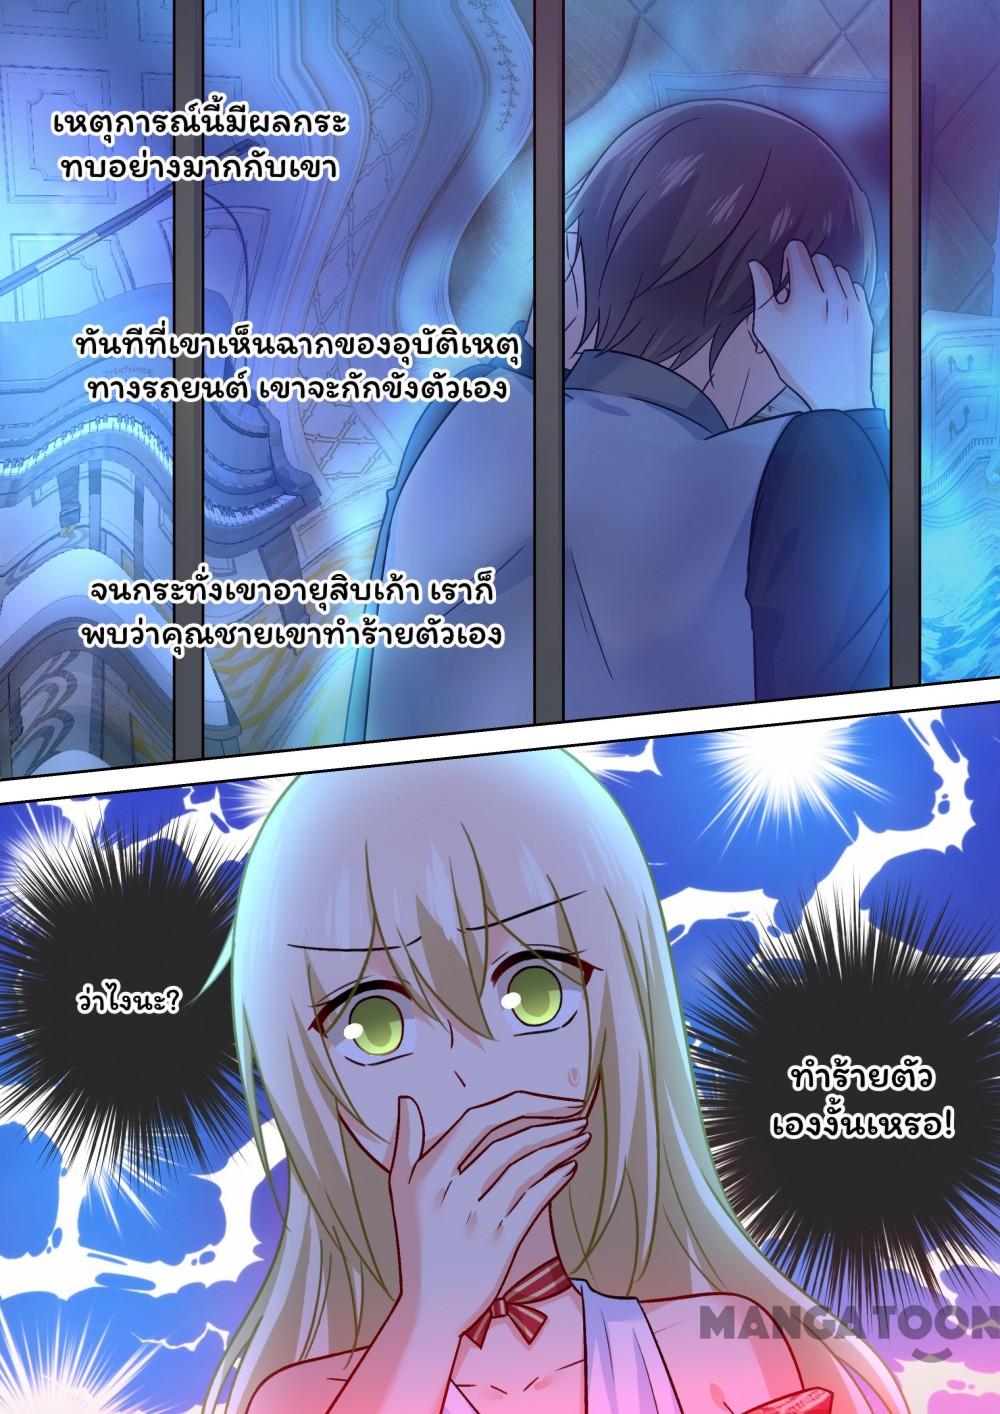 เหตุการณ์นี้มีผลกระ
ทบอย่างมากกับเขา
ทันทีที่เขาเห็นฉากของอุบัติเหตุ
ทางรถยนต์ เขาจะกักขังตัวเอง
จนกระทั่งเขาอายุสิบเก้า เราก็
พบว่าคุณชายเขาทำร้ายตัวเอง
ว่าไงนะ?
ทำร้ายตัว
เองงั้นเหรอ!
MANGATOON